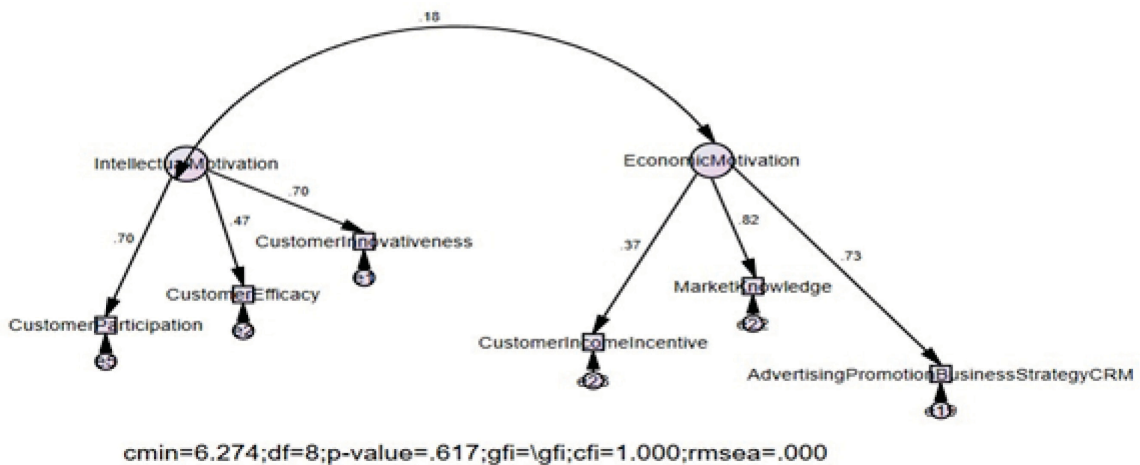 .18
IntellectualMotivation
EconomicMotivation
.70
.47
.70
.37
.82
.73
CustomerInnovativeness
CustomerEfficacy
CustomerParticipation
MarketKnowledge
CustomerIncomeIncentive
AdvertisingPromotionBusinessStrategyCRM
cmin=6.274;df=8;p-value=.617;gfi=\gfi;cfi=1.000;rmsea=.000